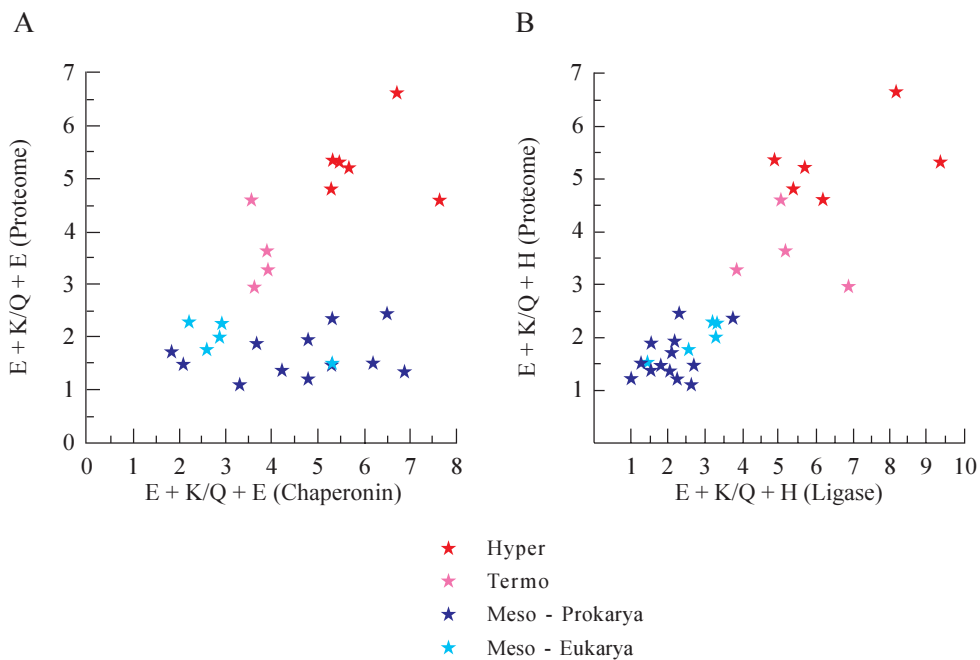 A
B
7
6
5
4
3
2
1
0
E + K/Q + E (Proteome)
0 1 2 3 4 5 6 7 8
E + K/Q + E (Chaperonin)
7
6
5
4
3
2
1
E + K/Q + H (Proteome)
1 2 3 4 5 6 7 8 9 10
E + K/Q + H (Ligase)
Hyper
Termo
Meso - Prokarya
Meso - Eukarya